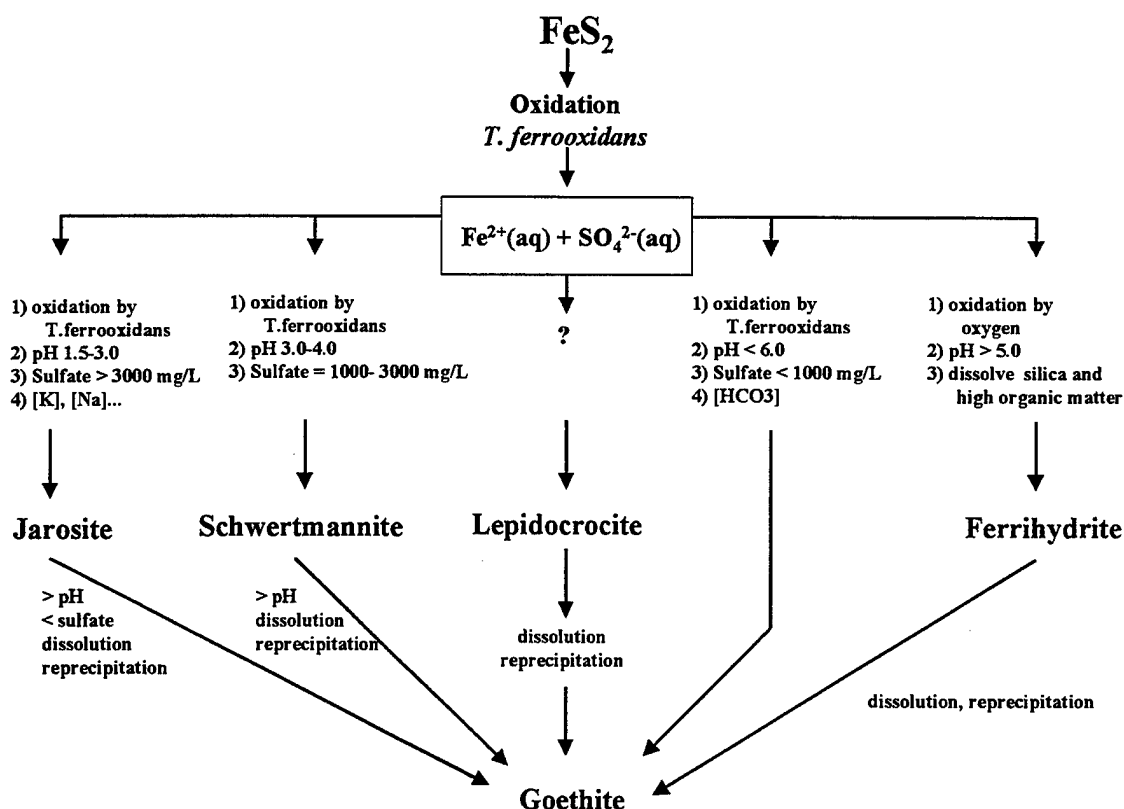 FeS₂
Oxidation
T. ferrooxidans
Fe²⁺(aq) + SO₄²⁻(aq)
1) oxidation by
T.ferrooxidans
2) pH 1.5-3.0
3) Sulfate > 3000 mg/L
4) [K], [Na]...
1) oxidation by
T.ferrooxidans
2) pH 3.0-4.0
3) Sulfate = 1000- 3000 mg/L
?
1) oxidation by
T.ferrooxidans
2) pH < 6.0
3) Sulfate < 1000 mg/L
4) [HCO3]
1) oxidation by
oxygen
2) pH > 5.0
3) dissolve silica and
high organic matter
Jarosite
Schwertmannite
Lepidocrocite
Ferrihydrite
> pH
< sulfate
dissolution
reprecipitation
> pH
dissolution
reprecipitation
dissolution
reprecipitation
dissolution, reprecipitation
Goethite